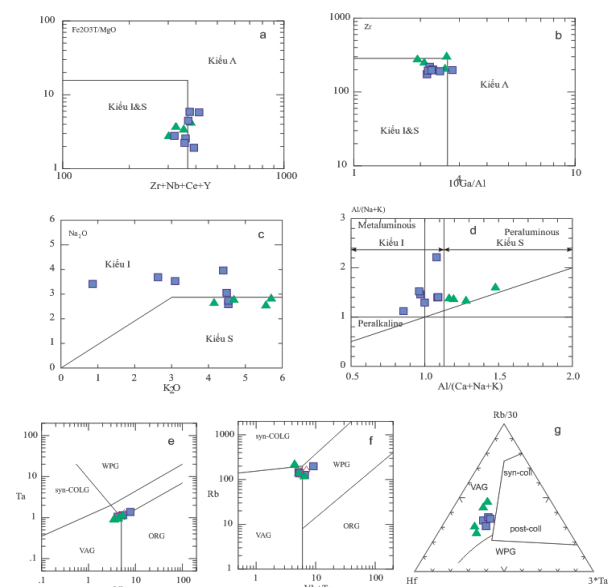 Fe2O3T/MgO
a
Kiểu A
Kiểu I&S
100
10
1
100
1000
Zr+Nb+Ce+Y
Zr
b
Kiểu A
Kiểu I&S
1000
100
10
1
4
10
10Ga/Al
Na2O
c
Kiểu I
Kiểu S
6
5
4
3
2
1
0
0
1
2
3
4
5
6
K2O
Al/(Na+K)
d
Metaluminous
Peraluminous
Kiểu I
Kiểu S
Peralkaline
3
2
1
0
0.5
1.0
1.5
2.0
Al/(Ca+Na+K)
e
WPG
syn-COLG
VAG
ORG
Ta
100
10
1
.1
.1
1
10
100
f
syn-COLG
WPG
VAG
ORG
Rb
1000
100
10
1
1
10
100
Rb/30
g
syn-coll
VAG
post-coll
WPG
Hf
3*Ta